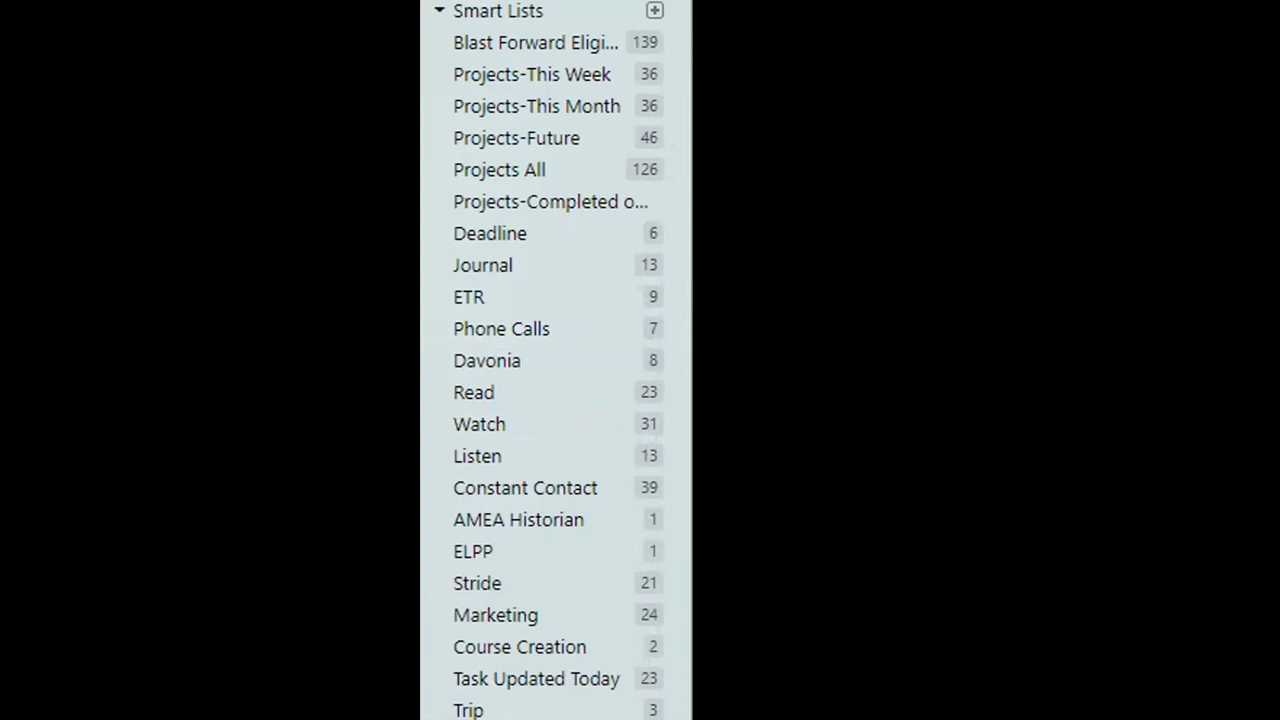 Smart Lists
Blast Forward Eligi... 139
Projects-This Week 36
Projects-This Month 36
Projects-Future 46
Projects All 126
Projects-Completed o...
Deadline 6
Journal 13
ETR 9
Phone Calls 7
Davonia 8
Read 23
Watch 31
Listen 13
Constant Contact 39
AMEA Historian 1
ELPP 1
Stride 21
Marketing 24
Course Creation 2
Task Updated Today 23
Trip 3